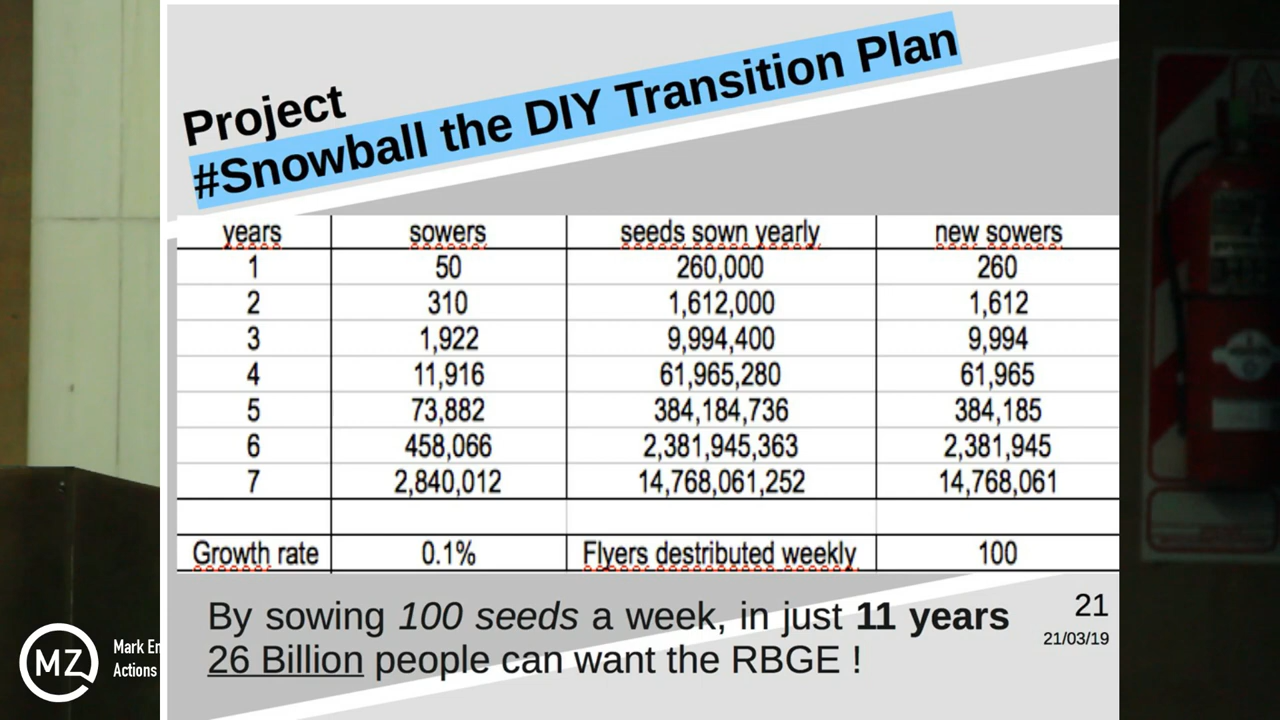 Project
#Snowball the DIY Transition Plan
years sowers seeds sown yearly new sowers
1 50 260,000 260
2 310 1,612,000 1,612
3 1,922 9,994,400 9,994
4 11,916 61,965,280 61,965
5 73,882 384,184,736 384,185
6 458,066 2,381,945,363 2,381,945
7 2,840,012 14,768,061,252 14,768,061
Growth rate 0.1% Flyers destributed weekly 100
By sowing 100 seeds a week, in just 11 years
26 Billion people can want the RBGE !
21
21/03/19
MZ
Mark En
Actions